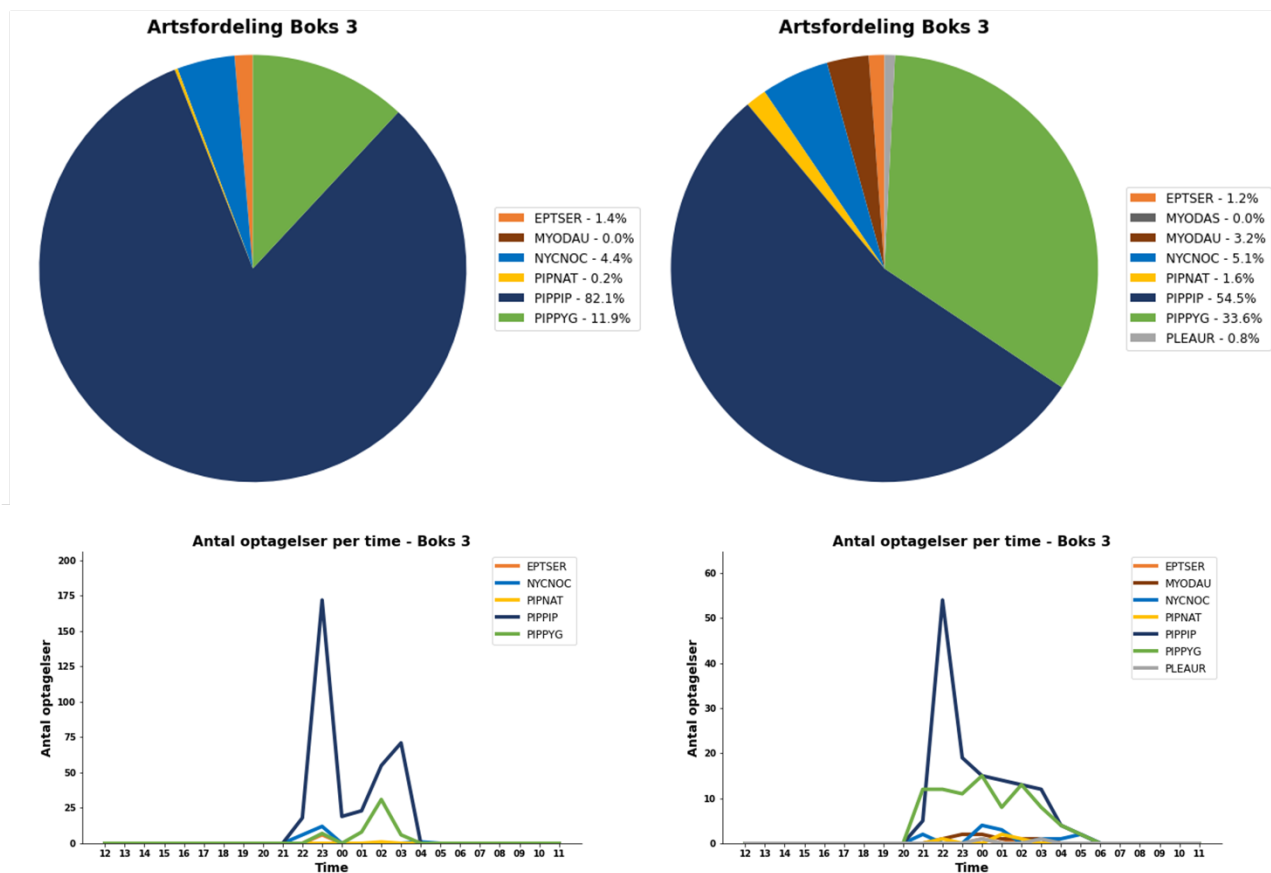 Artsfordeling Boks 3
EPTSER - 1.4%
MYODAU - 0.0%
NYCNOC - 4.4%
PIPNAT - 0.2%
PIPPIP - 82.1%
PIPPYG - 11.9%
Artsfordeling Boks 3
EPTSER - 1.2%
MYODAS - 0.0%
MYODAU - 3.2%
NYCNOC - 5.1%
PIPNAT - 1.6%
PIPPIP - 54.5%
PIPPYG - 33.6%
PLEAUR - 0.8%
Antal optagelser per time - Boks 3
Antal optagelser
200
175
150
125
100
75
50
25
0
EPTSER
NYCNOC
PIPNAT
PIPPIP
PIPPYG
12 13 14 15 16 17 18 19 20 21 22 23 00 01 02 03 04 05 06 07 08 09 10 11
Time
Antal optagelser per time - Boks 3
Antal optagelser
60
50
40
30
20
10
0
EPTSER
MYODAU
NYCNOC
PIPNAT
PIPPIP
PIPPYG
PLEAUR
12 13 14 15 16 17 18 19 20 21 22 23 00 01 02 03 04 05 06 07 08 09 10 11
Time